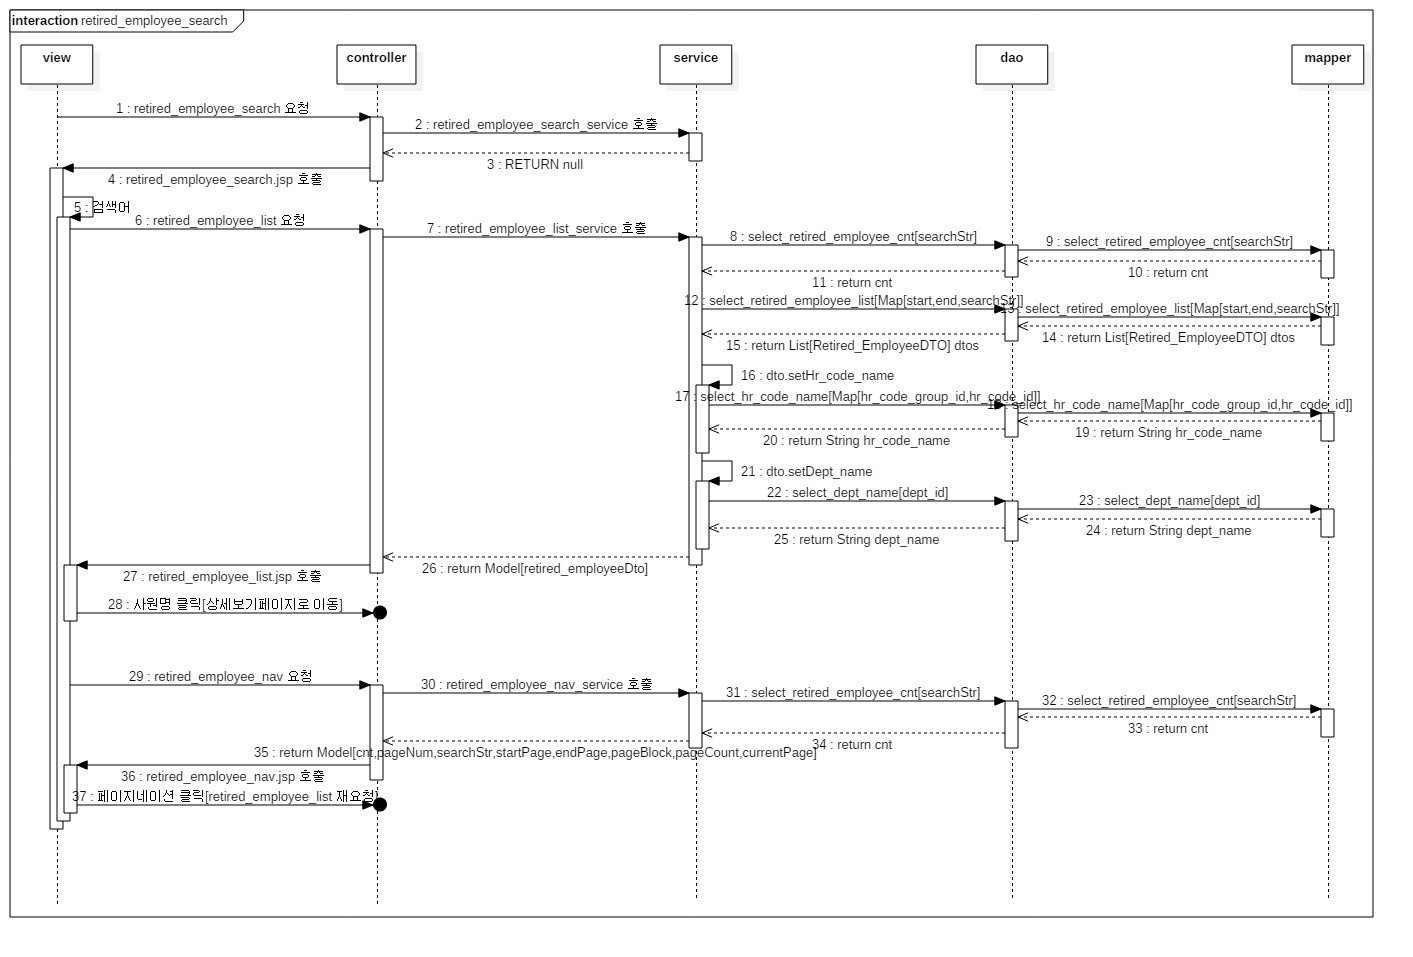 interaction retired_employee_search
view
controller
service
dao
mapper
1 : retired_employee_search 요청
2 : retired_employee_search_service 호출
3 : RETURN null
4 : retired_employee_search.jsp 호출
5 : 검색어
6 : retired_employee_list 요청
7 : retired_employee_list_service 호출
8 : select_retired_employee_cnt[searchStr]
9 : select_retired_employee_cnt[searchStr]
10 : return cnt
11 : return cnt
12 : select_retired_employee_list[Map[start,end,searchStr]]
13 : select_retired_employee_list[Map[start,end,searchStr]]
14 : return List[Retired_EmployeeDTO] dtos
15 : return List[Retired_EmployeeDTO] dtos
16 : dto.setHr_code_name
17 : select_hr_code_name[Map[hr_code_group_id,hr_code_id]]
18 : select_hr_code_name[Map[hr_code_group_id,hr_code_id]]
19 : return String hr_code_name
20 : return String hr_code_name
21 : dto.setDept_name
22 : select_dept_name[dept_id]
23 : select_dept_name[dept_id]
24 : return String dept_name
25 : return String dept_name
26 : return Model[retired_employeeDto]
27 : retired_employee_list.jsp 호출
28 : 사원명 클릭[상세보기페이지로 이동]
29 : retired_employee_nav 요청
30 : retired_employee_nav_service 호출
31 : select_retired_employee_cnt[searchStr]
32 : select_retired_employee_cnt[searchStr]
33 : return cnt
34 : return cnt
35 : return Model[cnt,pageNum,searchStr,startPage,endPage,pageBlock,pageCount,currentPage]
36 : retired_employee_nav.jsp 호출
37 : 페이지네이션 클릭[retired_employee_list 재요청]